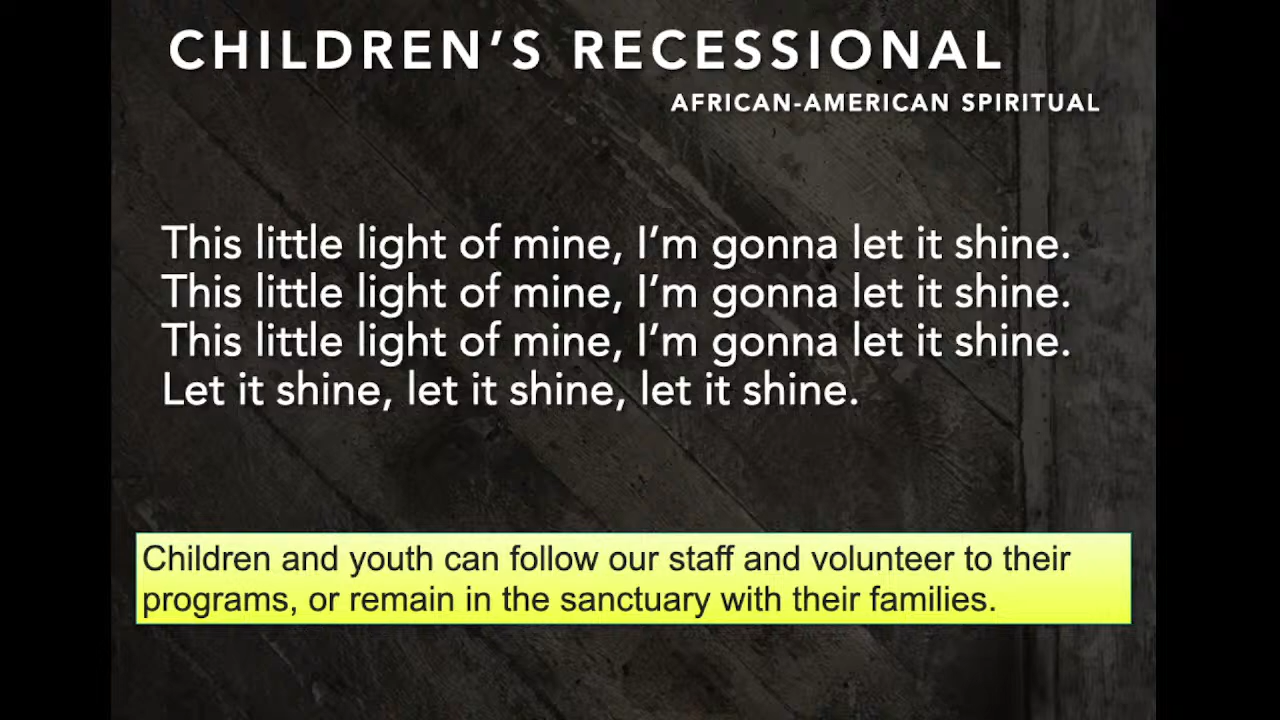 CHILDREN’S RECESSIONAL
AFRICAN-AMERICAN SPIRITUAL
This little light of mine, I’m gonna let it shine.
This little light of mine, I’m gonna let it shine.
This little light of mine, I’m gonna let it shine.
Let it shine, let it shine, let it shine.
Children and youth can follow our staff and volunteer to their
programs, or remain in the sanctuary with their families.